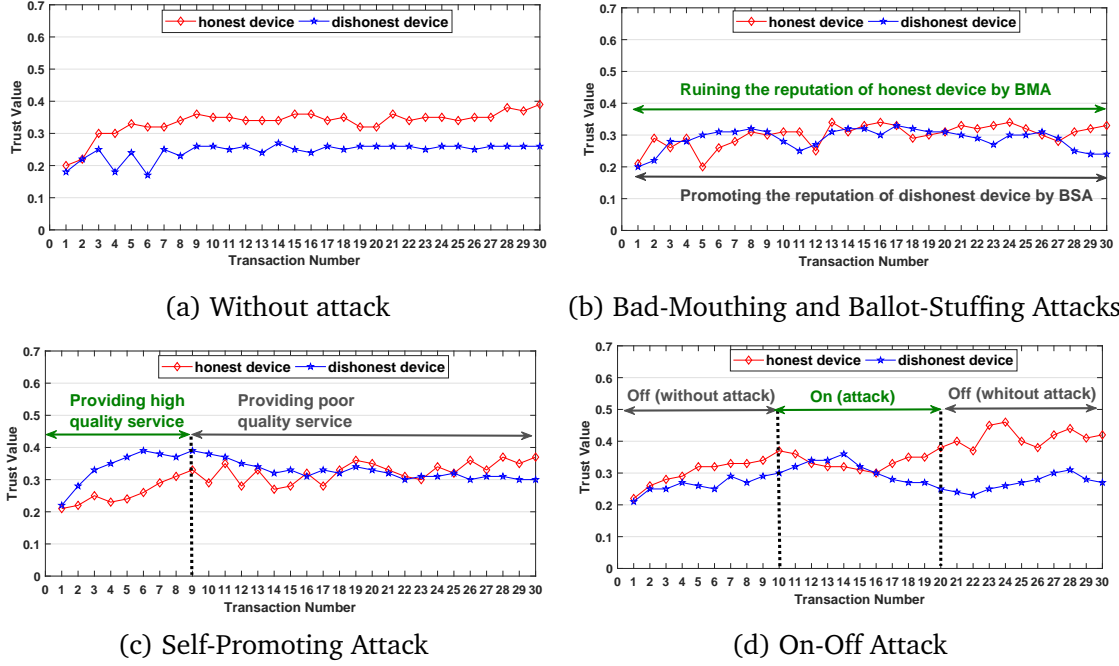 honest device dishonest device
0.7
0.6
0.5
0.4
0.3
0.2
0.1
0
Trust Value
0 1 2 3 4 5 6 7 8 9 10 11 12 13 14 15 16 17 18 19 20 21 22 23 24 25 26 27 28 29 30
Transaction Number
(a) Without attack
honest device dishonest device
0.7
0.6
0.5
0.4
0.3
0.2
0.1
0
Trust Value
Ruining the reputation of honest device by BMA
Promoting the reputation of dishonest device by BSA
0 1 2 3 4 5 6 7 8 9 10 11 12 13 14 15 16 17 18 19 20 21 22 23 24 25 26 27 28 29 30
Transaction Number
(b) Bad-Mouthing and Ballot-Stuffing Attacks
honest device dishonest device
0.7
0.6
0.5
0.4
0.3
0.2
0.1
0
Trust Value
Providing high
quality service
Providing poor
quality service
0 1 2 3 4 5 6 7 8 9 10 11 12 13 14 15 16 17 18 19 20 21 22 23 24 25 26 27 28 29 30
Transaction Number
(c) Self-Promoting Attack
honest device dishonest device
0.7
0.6
0.5
0.4
0.3
0.2
0.1
0
Trust Value
Off (without attack)
On (attack)
Off (whitout attack)
0 1 2 3 4 5 6 7 8 9 10 11 12 13 14 15 16 17 18 19 20 21 22 23 24 25 26 27 28 29 30
Transaction Number
(d) On-Off Attack